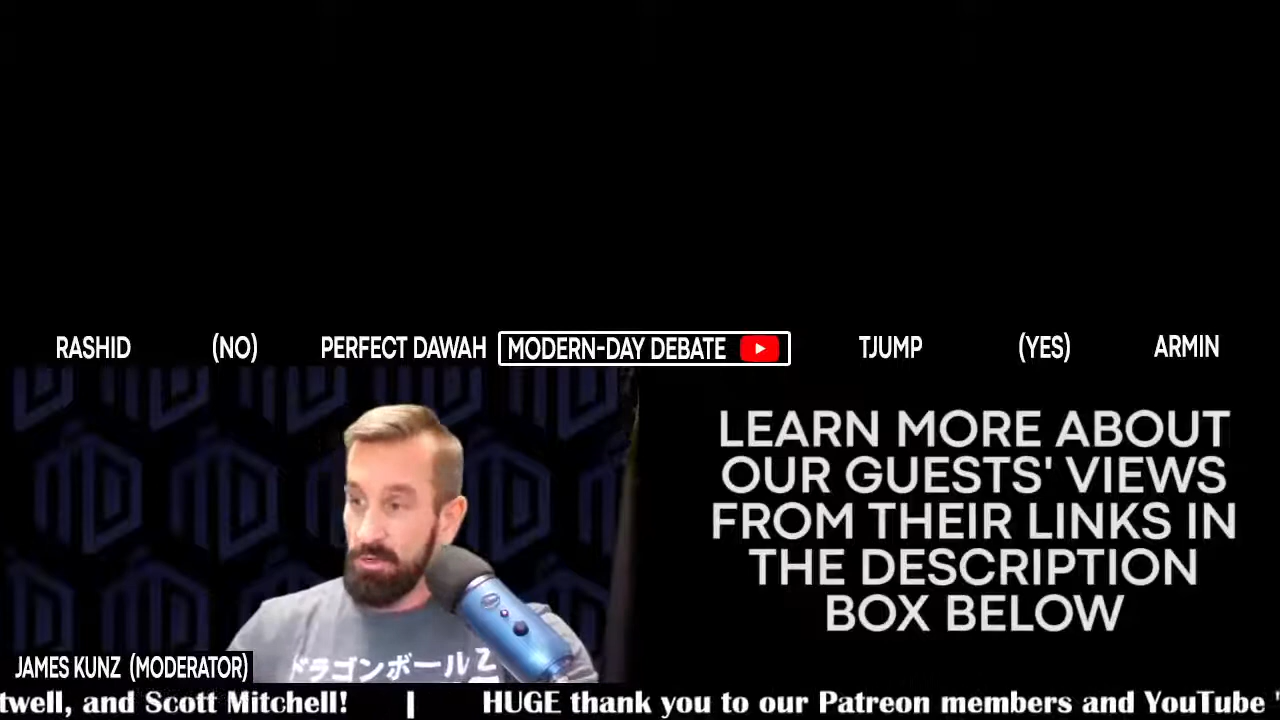 RASHID (NO) PERFECT DAWAH MODERN-DAY DEBATE TJUMP (YES) ARMIN
LEARN MORE ABOUT
OUR GUESTS' VIEWS
FROM THEIR LINKS IN
THE DESCRIPTION
BOX BELOW
ドラゴンボールZ
JAMES KUNZ (MODERATOR)
twell, and Scott Mitchell! | HUGE thank you to our Patreon members and YouTube